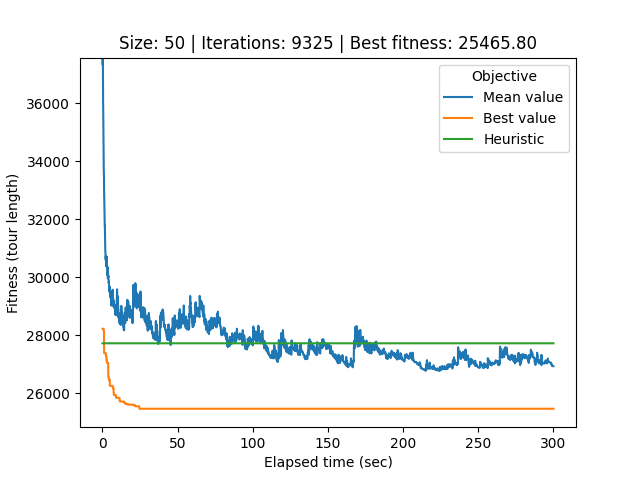 Size: 50 | Iterations: 9325 | Best fitness: 25465.80
Objective
Mean value
Best value
Heuristic
Fitness (tour length)
36000
34000
32000
30000
28000
26000
0 50 100 150 200 250 300
Elapsed time (sec)